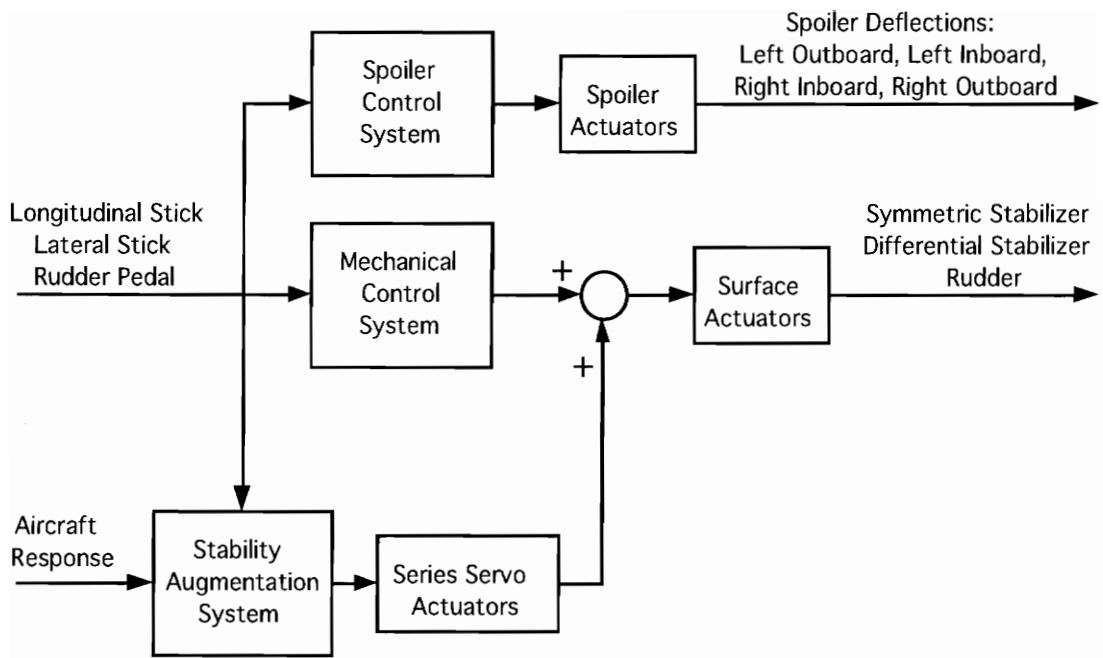 Spoiler Deflections:
Left Outboard, Left Inboard,
Right Inboard, Right Outboard
Spoiler
Control
System
Spoiler
Actuators
Longitudinal Stick
Lateral Stick
Rudder Pedal
Mechanical
Control
System
+
+
Surface
Actuators
Symmetric Stabilizer
Differential Stabilizer
Rudder
Aircraft
Response
Stability
Augmentation
System
Series Servo
Actuators